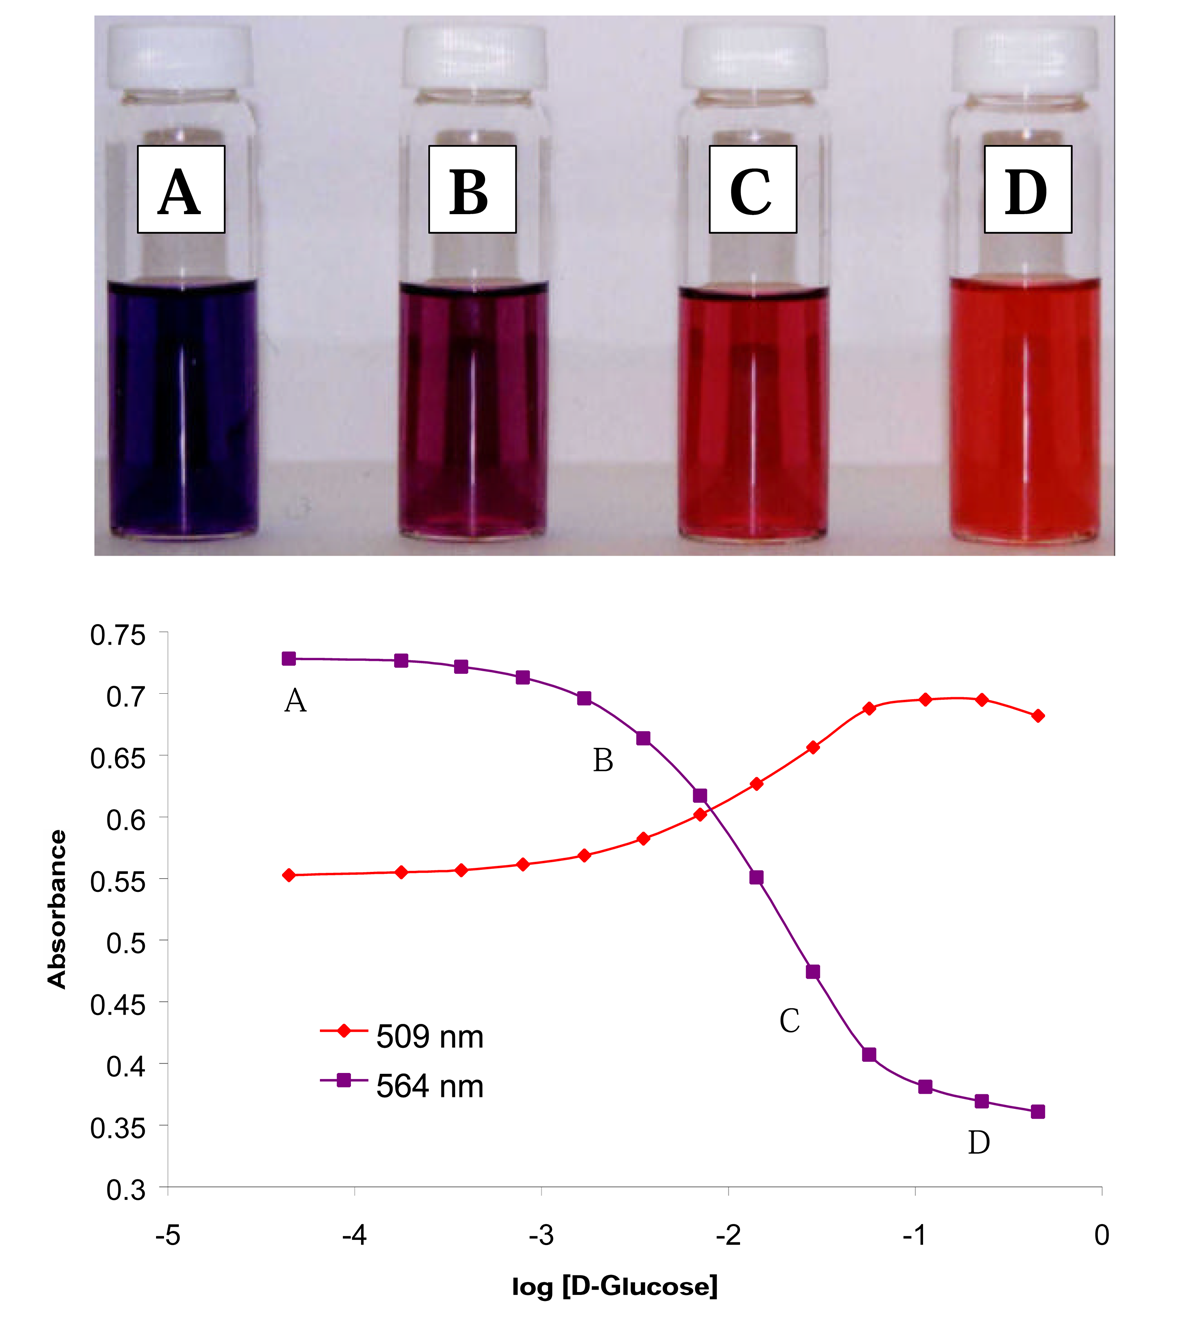 A B C D
0.75
0.7
0.65
0.6
0.55
0.5
0.45
0.4
0.35
0.3
Absorbance
A
B
C
D
509 nm
564 nm
-5 -4 -3 -2 -1 0
log [D-Glucose]